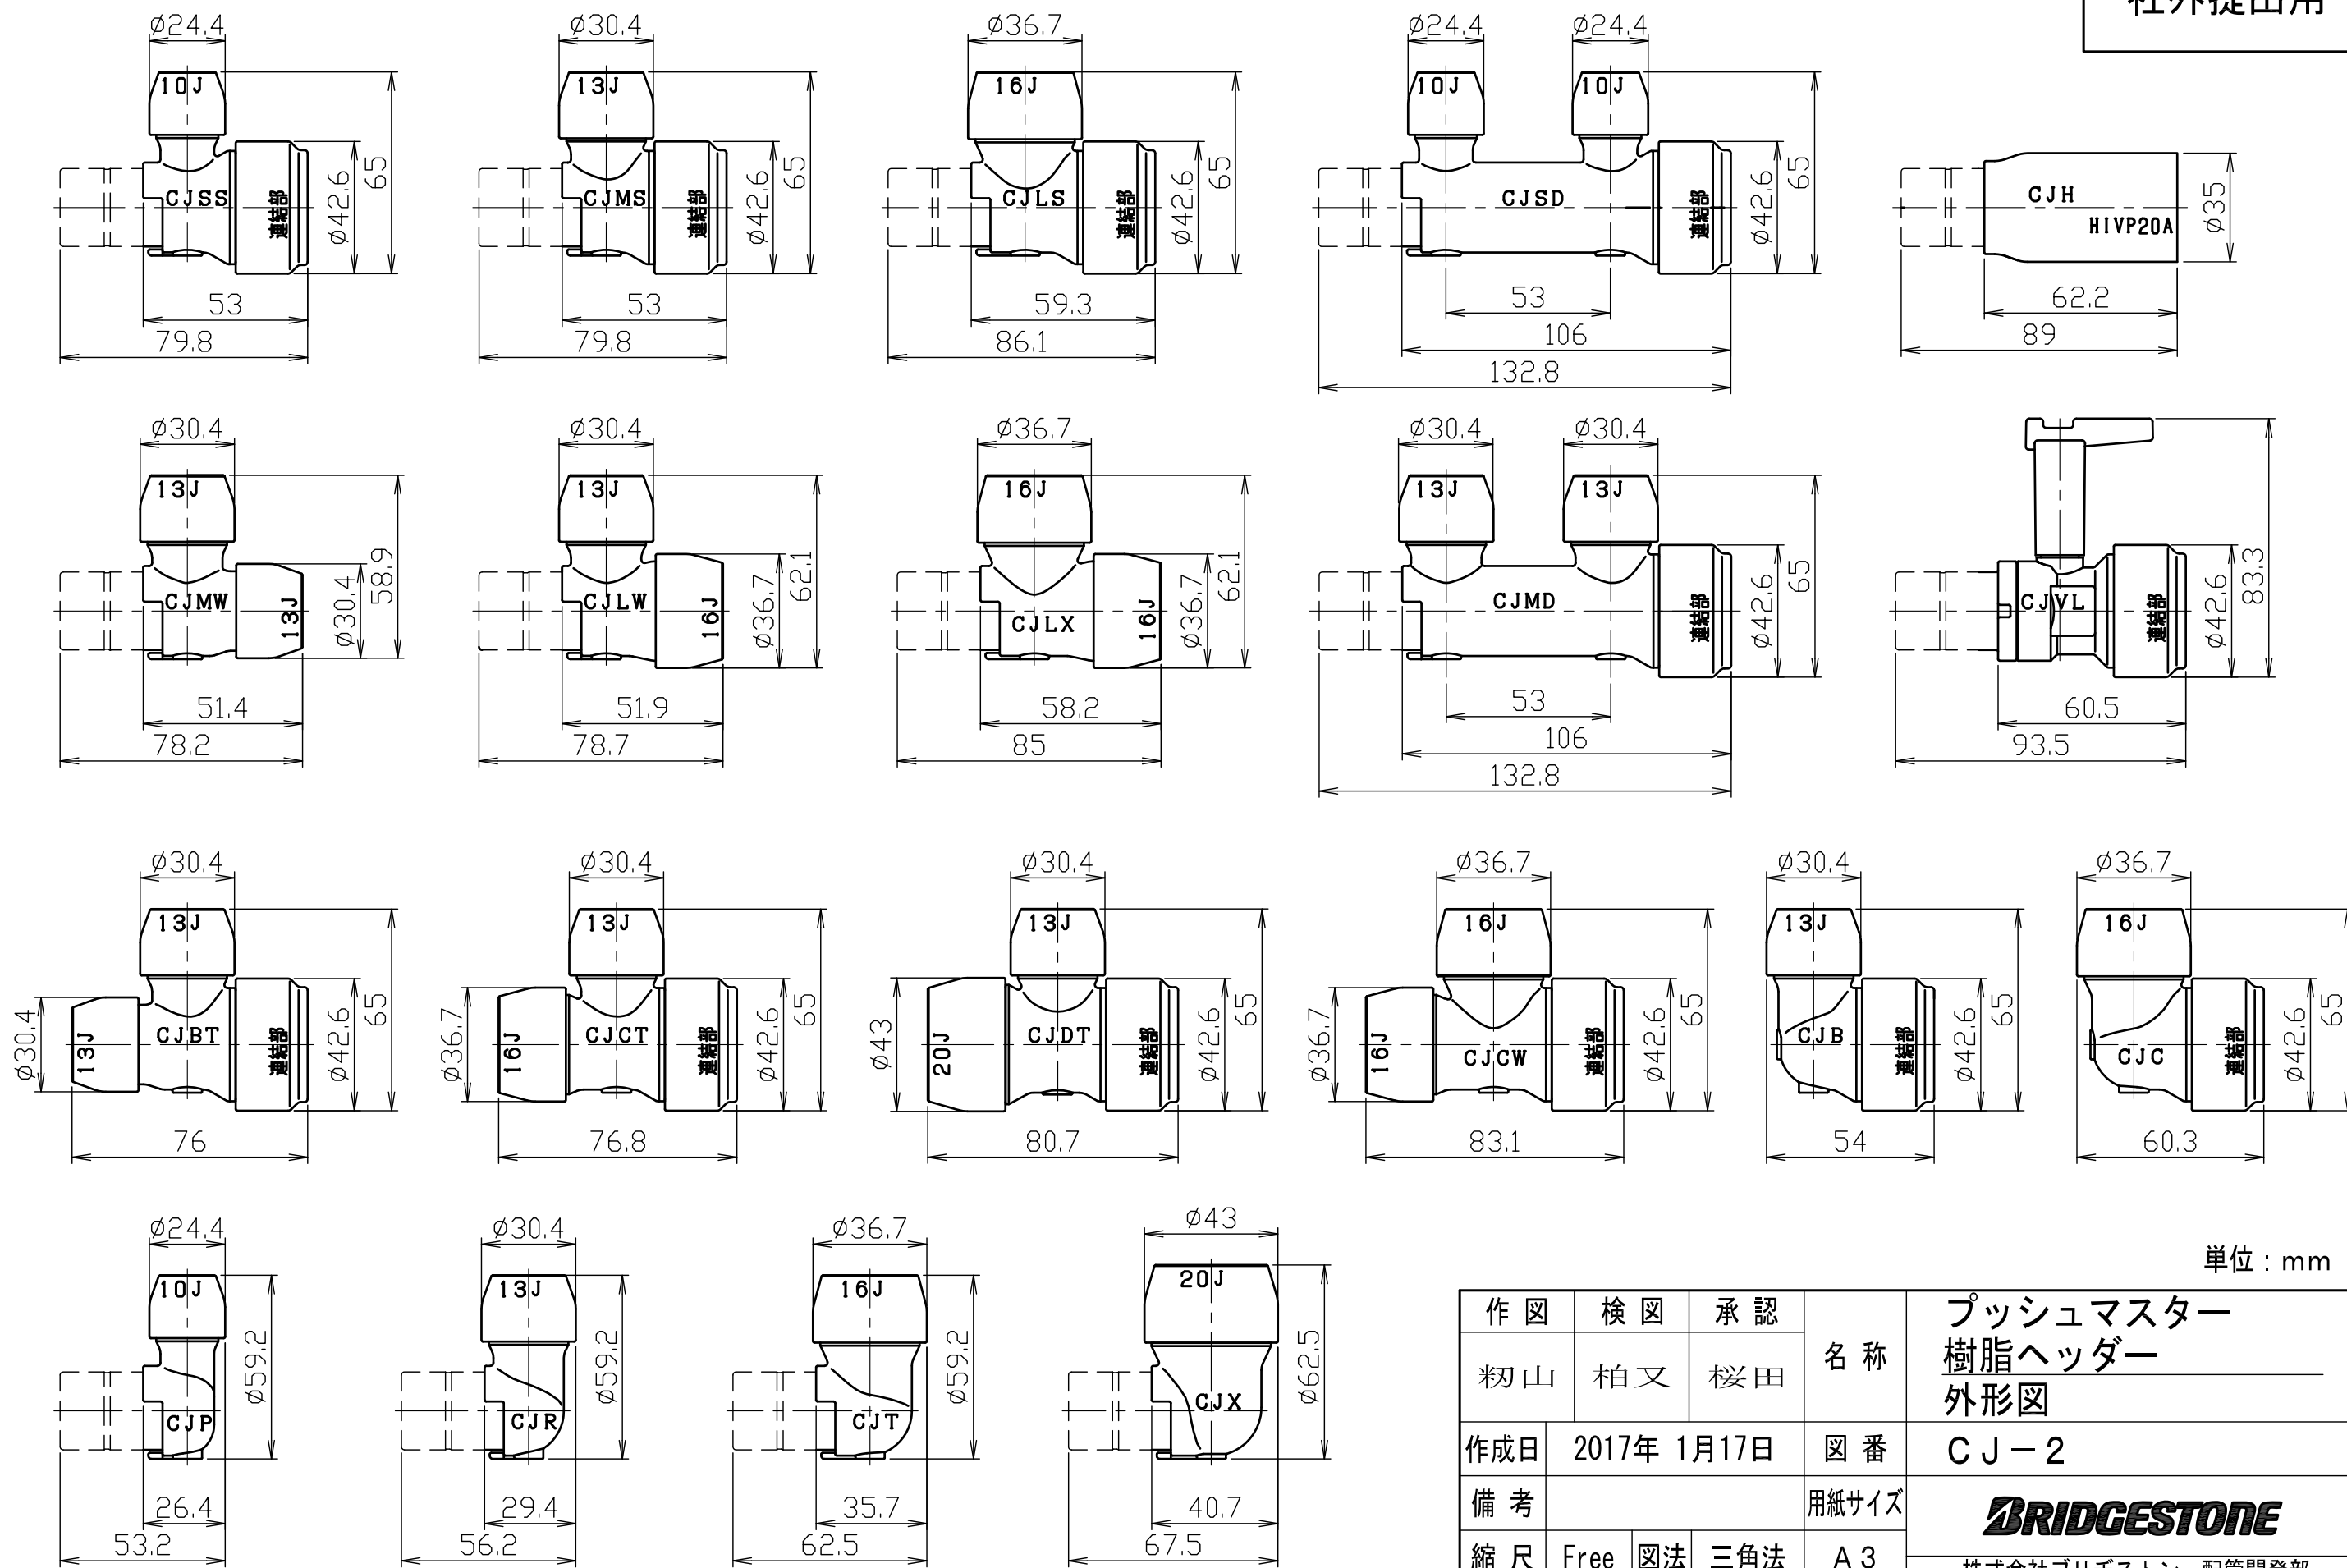 社外提出用
ø24.4
10J
CJSS
連結部
ø42.6
65
53
79.8
ø30.4
13J
CJMS
連結部
ø42.6
65
53
79.8
ø36.7
16J
CJLS
連結部
ø42.6
65
59.3
86.1
ø24.4
ø24.4
10J
10J
CJSD
連結部
ø42.6
65
53
106
132.8
CJH
HIVP20A
ø35
62.2
89
ø30.4
13J
CJMW
13J
ø30.4
58.9
51.4
78.2
ø30.4
13J
CJLW
16J
ø36.7
62.1
51.9
78.7
ø36.7
16J
CJLX
16J
ø36.7
62.1
58.2
85
ø30.4
ø30.4
13J
13J
CJMD
連結部
ø42.6
65
53
106
132.8
CJVL
連結部
ø42.6
83.3
60.5
93.5
ø30.4
13J
ø30.4
13J
CJBT
連結部
ø42.6
65
76
ø30.4
13J
ø36.7
16J
CJCT
連結部
ø42.6
65
76.8
ø30.4
13J
ø43
20J
CJDT
連結部
ø42.6
65
80.7
ø36.7
16J
ø36.7
16J
CJCW
連結部
ø42.6
65
83.1
ø30.4
13J
CJB
連結部
ø42.6
65
54
ø36.7
16J
CJC
連結部
ø42.6
65
60.3
ø24.4
10J
CJP
ø59.2
26.4
53.2
ø30.4
13J
CJR
ø59.2
29.4
56.2
ø36.7
16J
CJT
ø59.2
35.7
62.5
ø43
20J
CJX
ø62.5
40.7
67.5
単位：mm
作図 検図 承認
籾山 柏又 桜田
名称
プッシュマスター
樹脂ヘッダー
外形図
作成日 2017年 1月17日 図番 CJ－2
備考 用紙サイズ
BRIDGESTONE
縮尺 Free 図法 三角法 A3
株式会社ブリヂストン 配管開発部